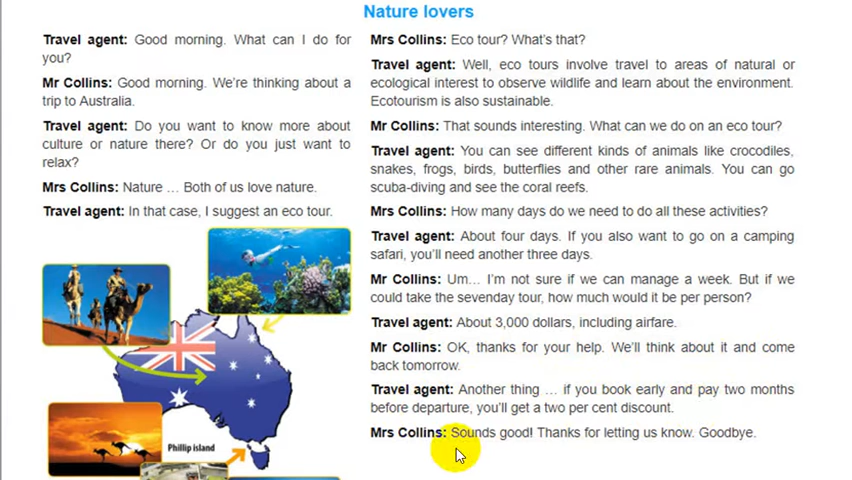 Nature lovers
Travel agent: Good morning. What can I do for
you?
Mr Collins: Good morning. We're thinking about a
trip to Australia.
Travel agent: Do you want to know more about
culture or nature there? Or do you just want to
relax?
Mrs Collins: Nature ... Both of us love nature.
Travel agent: In that case, I suggest an eco tour.
Phillip island
Mrs Collins: Eco tour? What's that?
Travel agent: Well, eco tours involve travel to areas of natural or
ecological interest to observe wildlife and learn about the environment.
Ecotourism is also sustainable.
Mr Collins: That sounds interesting. What can we do on an eco tour?
Travel agent: You can see different kinds of animals like crocodiles,
snakes, frogs, birds, butterflies and other rare animals. You can go
scuba-diving and see the coral reefs.
Mrs Collins: How many days do we need to do all these activities?
Travel agent: About four days. If you also want to go on a camping
safari, you'll need another three days.
Mr Collins: Um... I'm not sure if we can manage a week. But if we
could take the sevenday tour, how much would it be per person?
Travel agent: About 3,000 dollars, including airfare.
Mr Collins: OK, thanks for your help. We'll think about it and come
back tomorrow.
Travel agent: Another thing ... if you book early and pay two months
before departure, you'll get a two per cent discount.
Mrs Collins: Sounds good! Thanks for letting us know. Goodbye.